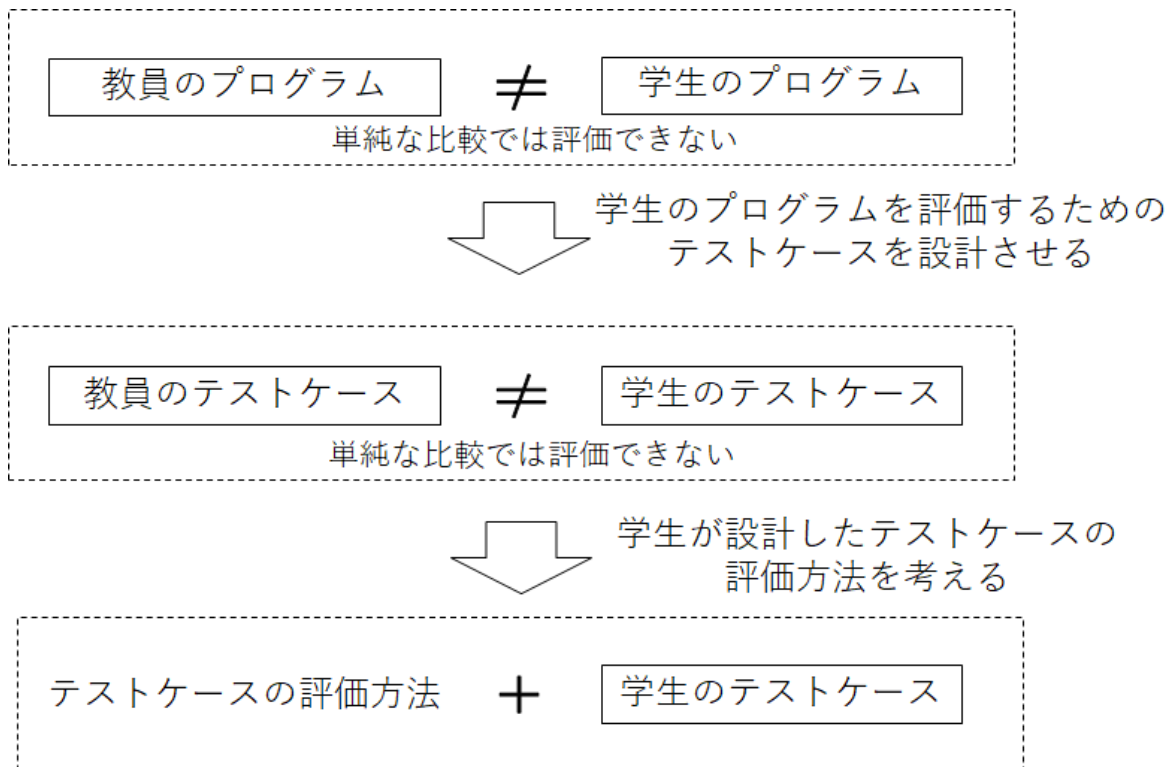 教員のプログラム ≠ 学生のプログラム
単純な比較では評価できない
学生のプログラムを評価するための
テストケースを設計させる
教員のテストケース ≠ 学生のテストケース
単純な比較では評価できない
学生が設計したテストケースの
評価方法を考える
テストケースの評価方法 + 学生のテストケース